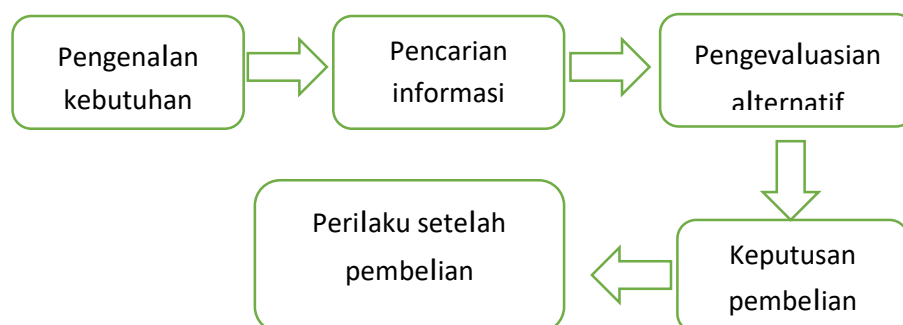 Pengenalan
kebutuhan
Pencarian
informasi
Pengevaluasian
alternatif
Keputusan
pembelian
Perilaku setelah
pembelian